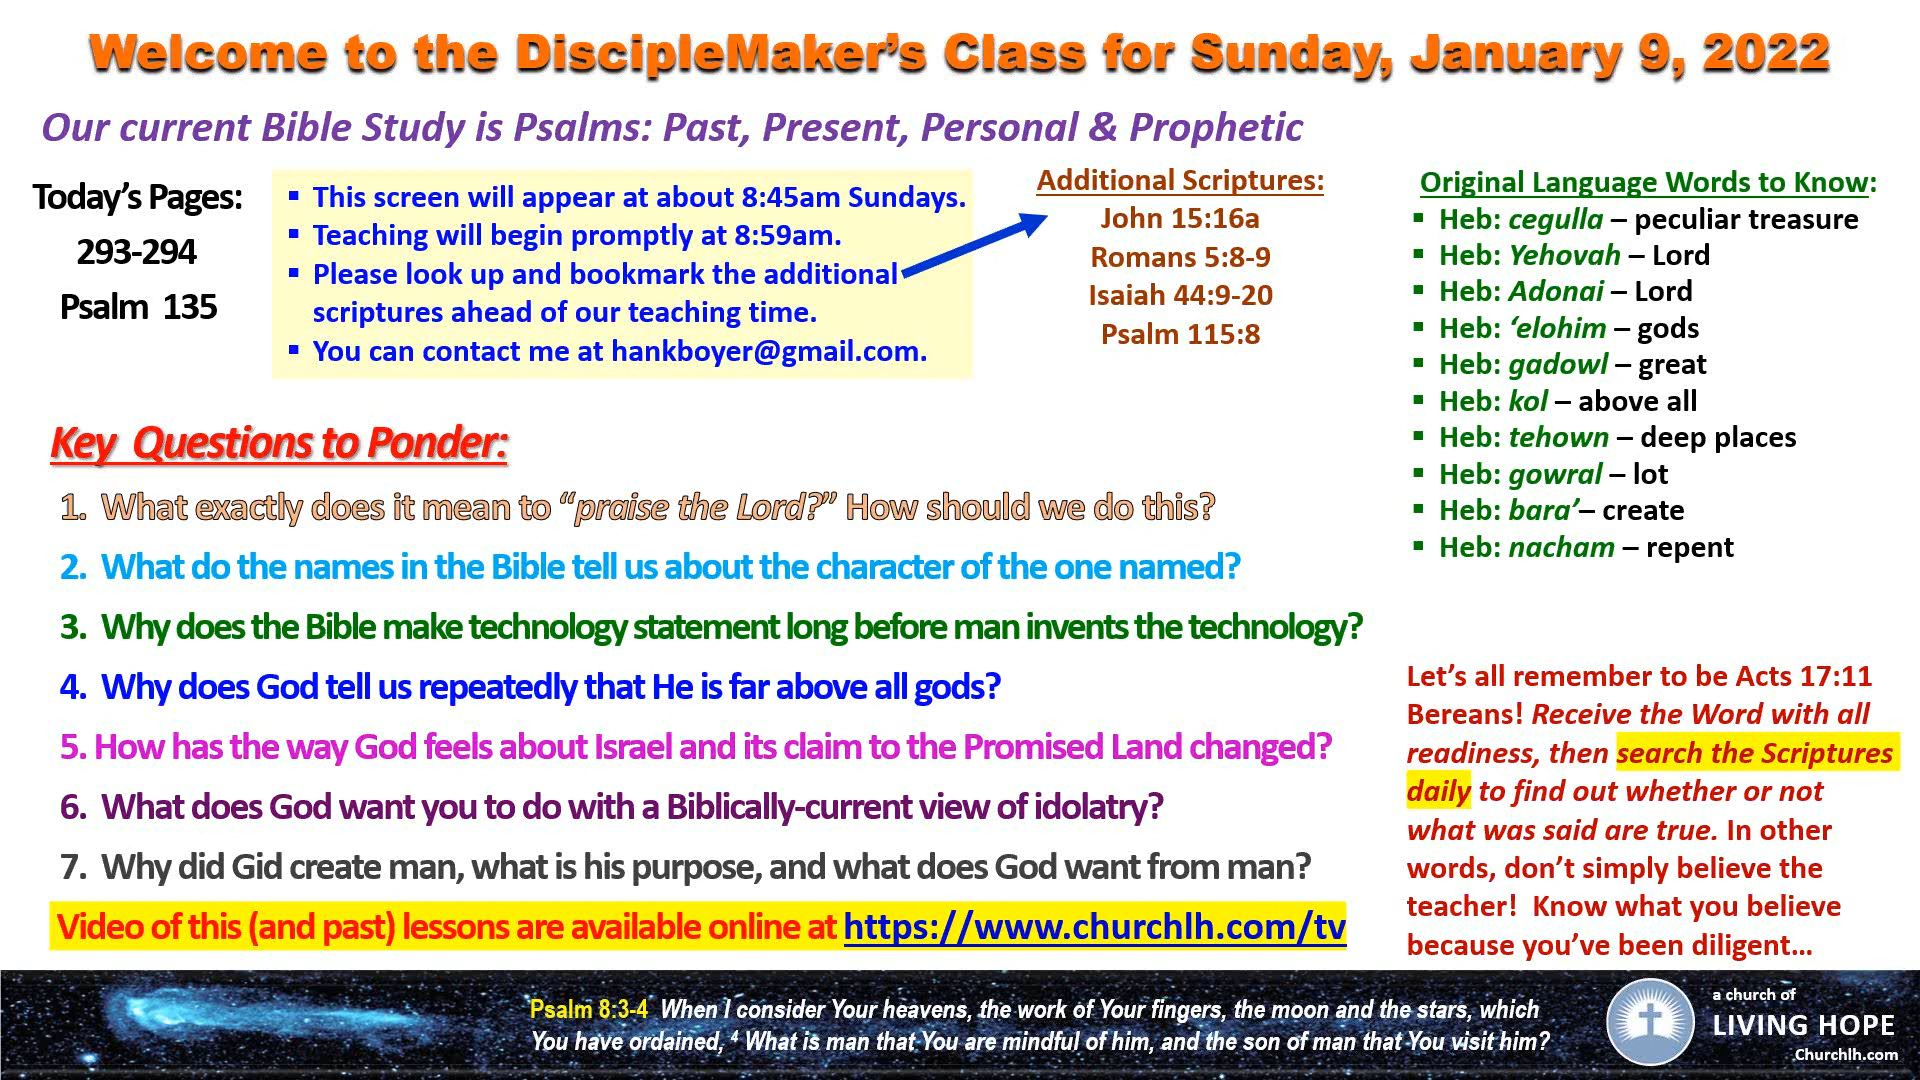 Welcome to the DiscipleMaker’s Class for Sunday, January 9, 2022
Our current Bible Study is Psalms: Past, Present, Personal & Prophetic
Today’s Pages:
293-294
Psalm 135
▪ This screen will appear at about 8:45am Sundays.
▪ Teaching will begin promptly at 8:59am.
▪ Please look up and bookmark the additional
scriptures ahead of our teaching time.
▪ You can contact me at hankboyer@gmail.com.
Additional Scriptures:
John 15:16a
Romans 5:8-9
Isaiah 44:9-20
Psalm 115:8
Original Language Words to Know:
▪ Heb: cegulla – peculiar treasure
▪ Heb: Yehovah – Lord
▪ Heb: Adonai – Lord
▪ Heb: ‘elohim – gods
▪ Heb: gadowl – great
▪ Heb: kol – above all
▪ Heb: tehown – deep places
▪ Heb: gowral – lot
▪ Heb: bara’– create
▪ Heb: nacham – repent
Key Questions to Ponder:
1. What exactly does it mean to “praise the Lord?” How should we do this?
2. What do the names in the Bible tell us about the character of the one named?
3. Why does the Bible make technology statement long before man invents the technology?
4. Why does God tell us repeatedly that He is far above all gods?
5. How has the way God feels about Israel and its claim to the Promised Land changed?
6. What does God want you to do with a Biblically-current view of idolatry?
7. Why did Gid create man, what is his purpose, and what does God want from man?
Video of this (and past) lessons are available online at https://www.churchlh.com/tv
Let’s all remember to be Acts 17:11
Bereans! Receive the Word with all
readiness, then search the Scriptures
daily to find out whether or not
what was said are true. In other
words, don’t simply believe the
teacher! Know what you believe
because you’ve been diligent…
Psalm 8:3-4 When I consider Your heavens, the work of Your fingers, the moon and the stars, which
You have ordained, 4 What is man that You are mindful of him, and the son of man that You visit him?
a church of
LIVING HOPE
Churchlh.com